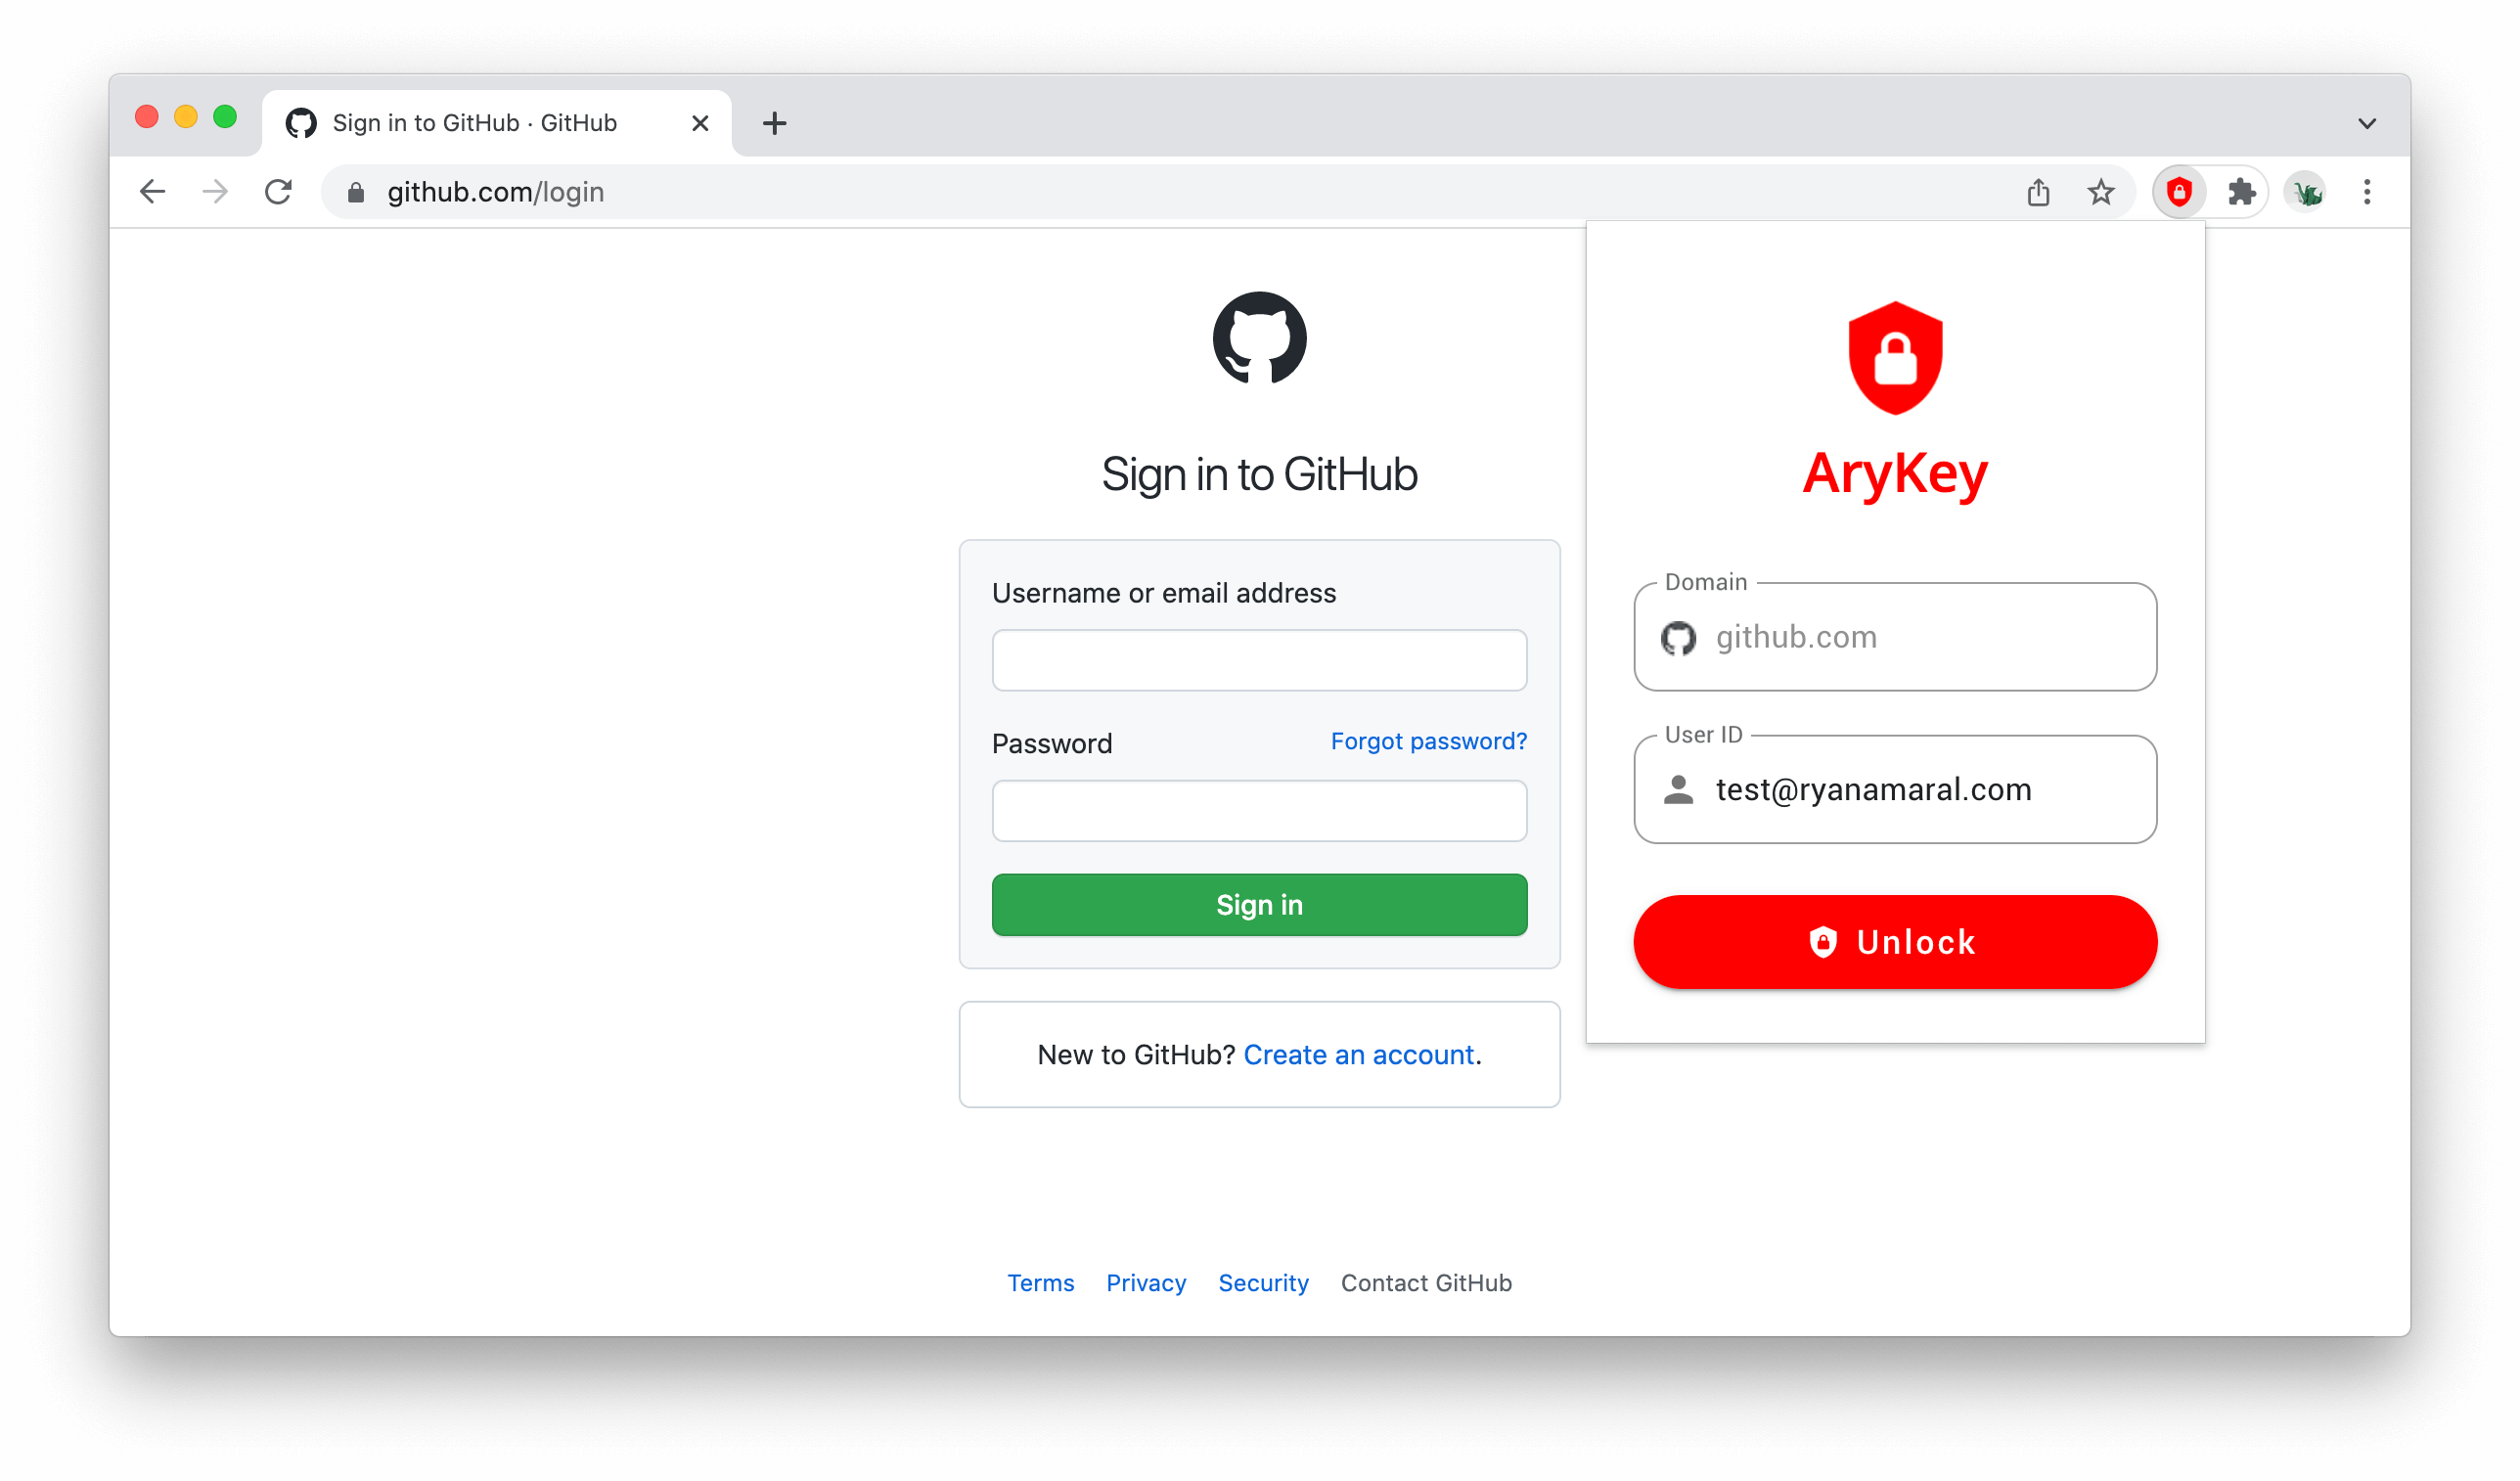 Sign in to GitHub · GitHub
github.com/login
Sign in to GitHub
Username or email address
Password
Forgot password?
Sign in
New to GitHub? Create an account.
Terms Privacy Security Contact GitHub
AryKey
Domain
github.com
User ID
test@ryanamaral.com
Unlock